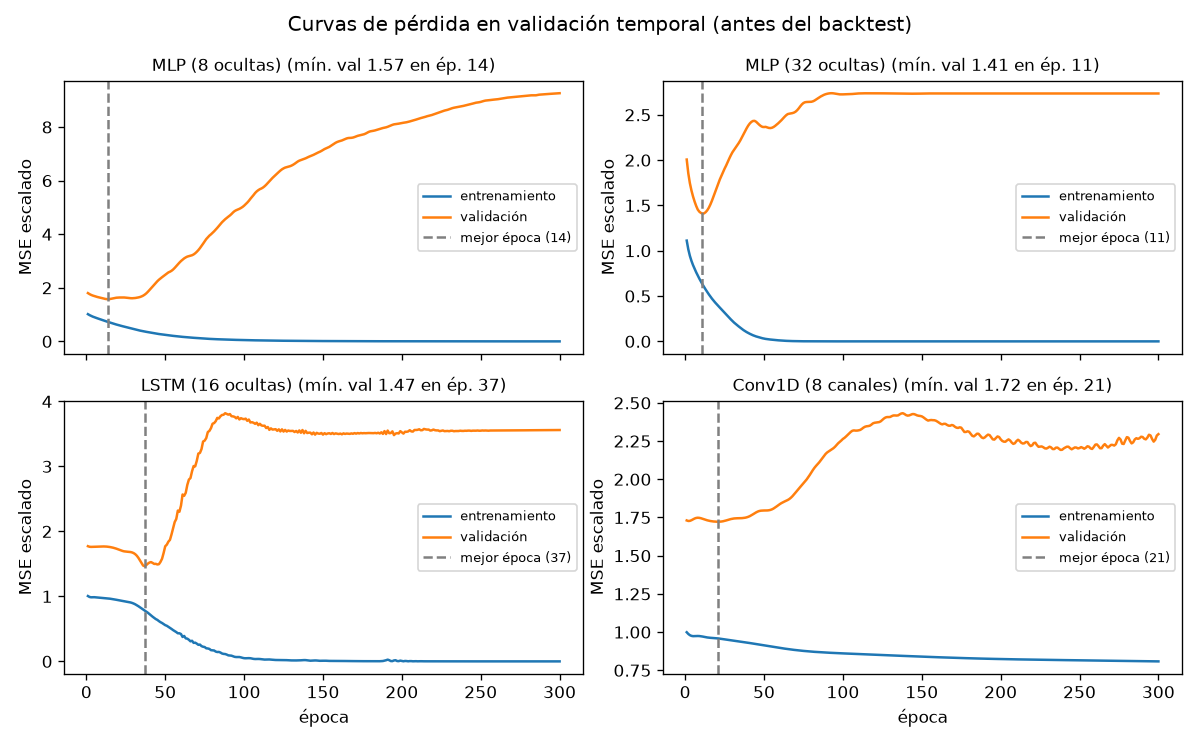 Curvas de pérdida en validación temporal (antes del backtest)
MLP (8 ocultas) (mín. val 1.57 en ép. 14)
MSE escalado
8
6
4
2
0
entrenamiento
validación
mejor época (14)
MLP (32 ocultas) (mín. val 1.41 en ép. 11)
MSE escalado
2.5
2.0
1.5
1.0
0.5
0.0
entrenamiento
validación
mejor época (11)
LSTM (16 ocultas) (mín. val 1.47 en ép. 37)
MSE escalado
4
3
2
1
0
entrenamiento
validación
mejor época (37)
0 50 100 150 200 250 300
época
Conv1D (8 canales) (mín. val 1.72 en ép. 21)
MSE escalado
2.50
2.25
2.00
1.75
1.50
1.25
1.00
0.75
entrenamiento
validación
mejor época (21)
0 50 100 150 200 250 300
época